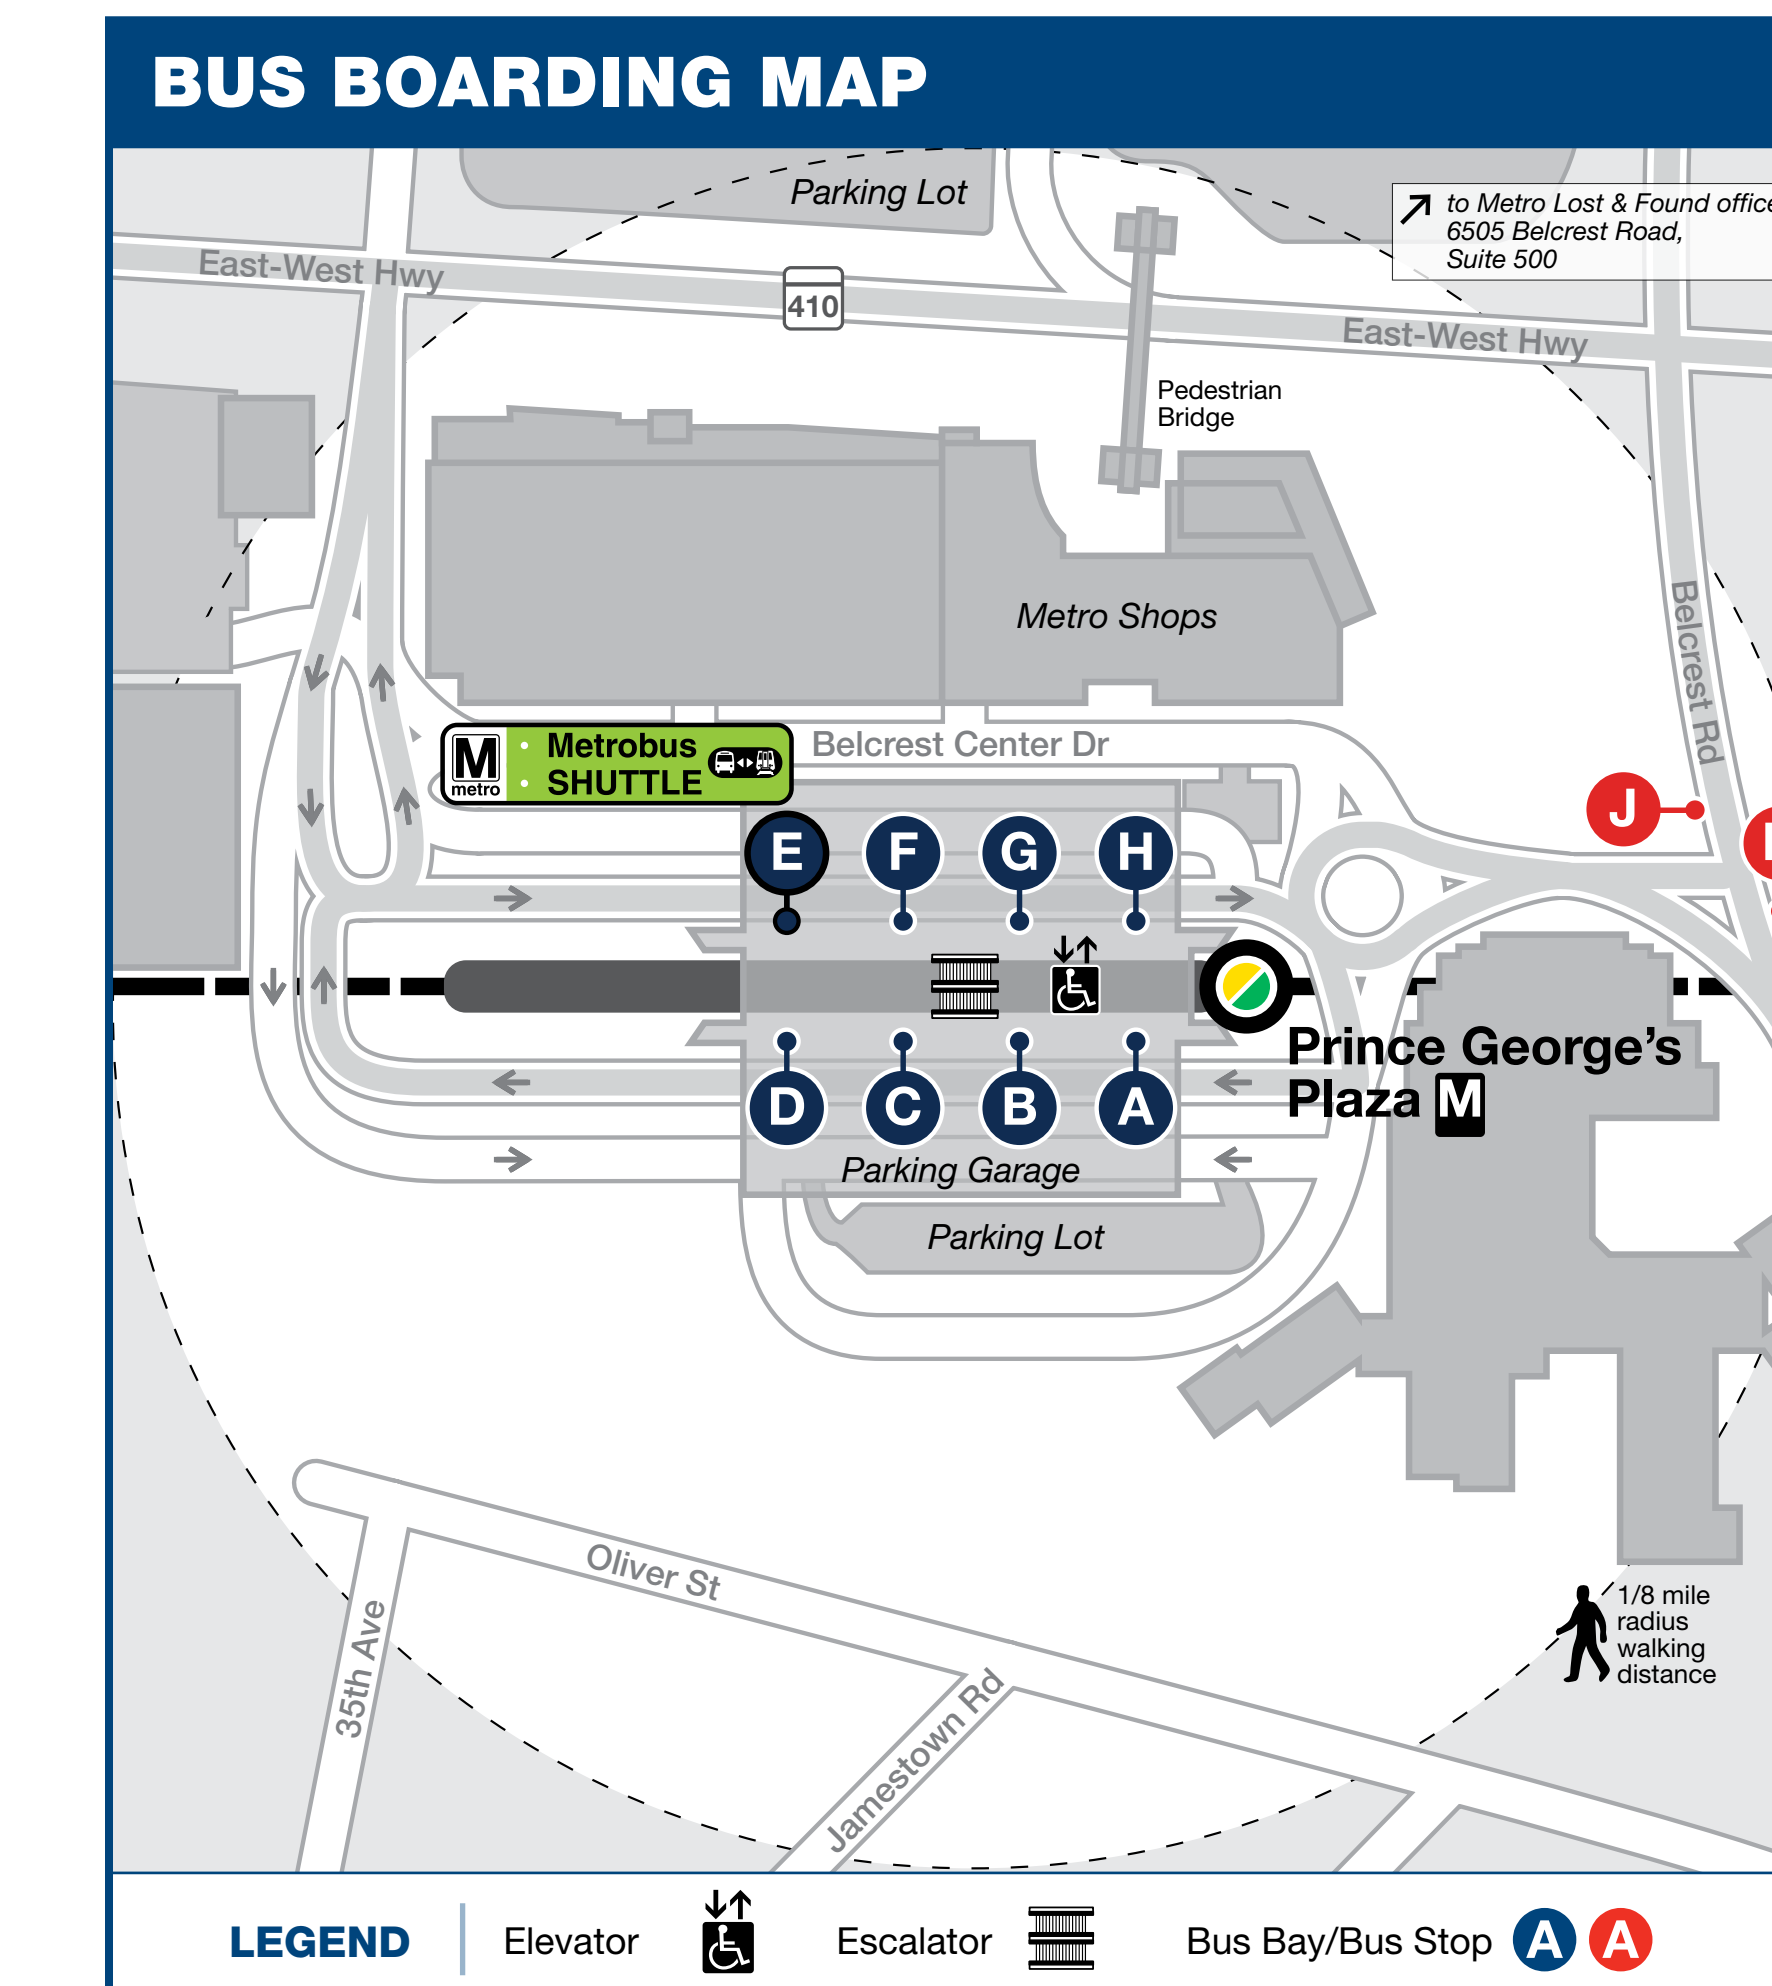 BUS BOARDING MAP
Parking Lot
to Metro Lost & Found office
6505 Belcrest Road,
Suite 500
East-West Hwy
410
East-West Hwy
Pedestrian
Bridge
Metro Shops
Belcrest Rd
M
metro
Metrobus
SHUTTLE
Belcrest Center Dr
J
E
F
G
H
Prince George's
Plaza M
D
C
B
A
Parking Garage
Parking Lot
Oliver St
35th Ave
Jamestown Rd
1/8 mile
radius
walking
distance
LEGEND
Elevator
Escalator
Bus Bay/Bus Stop A A